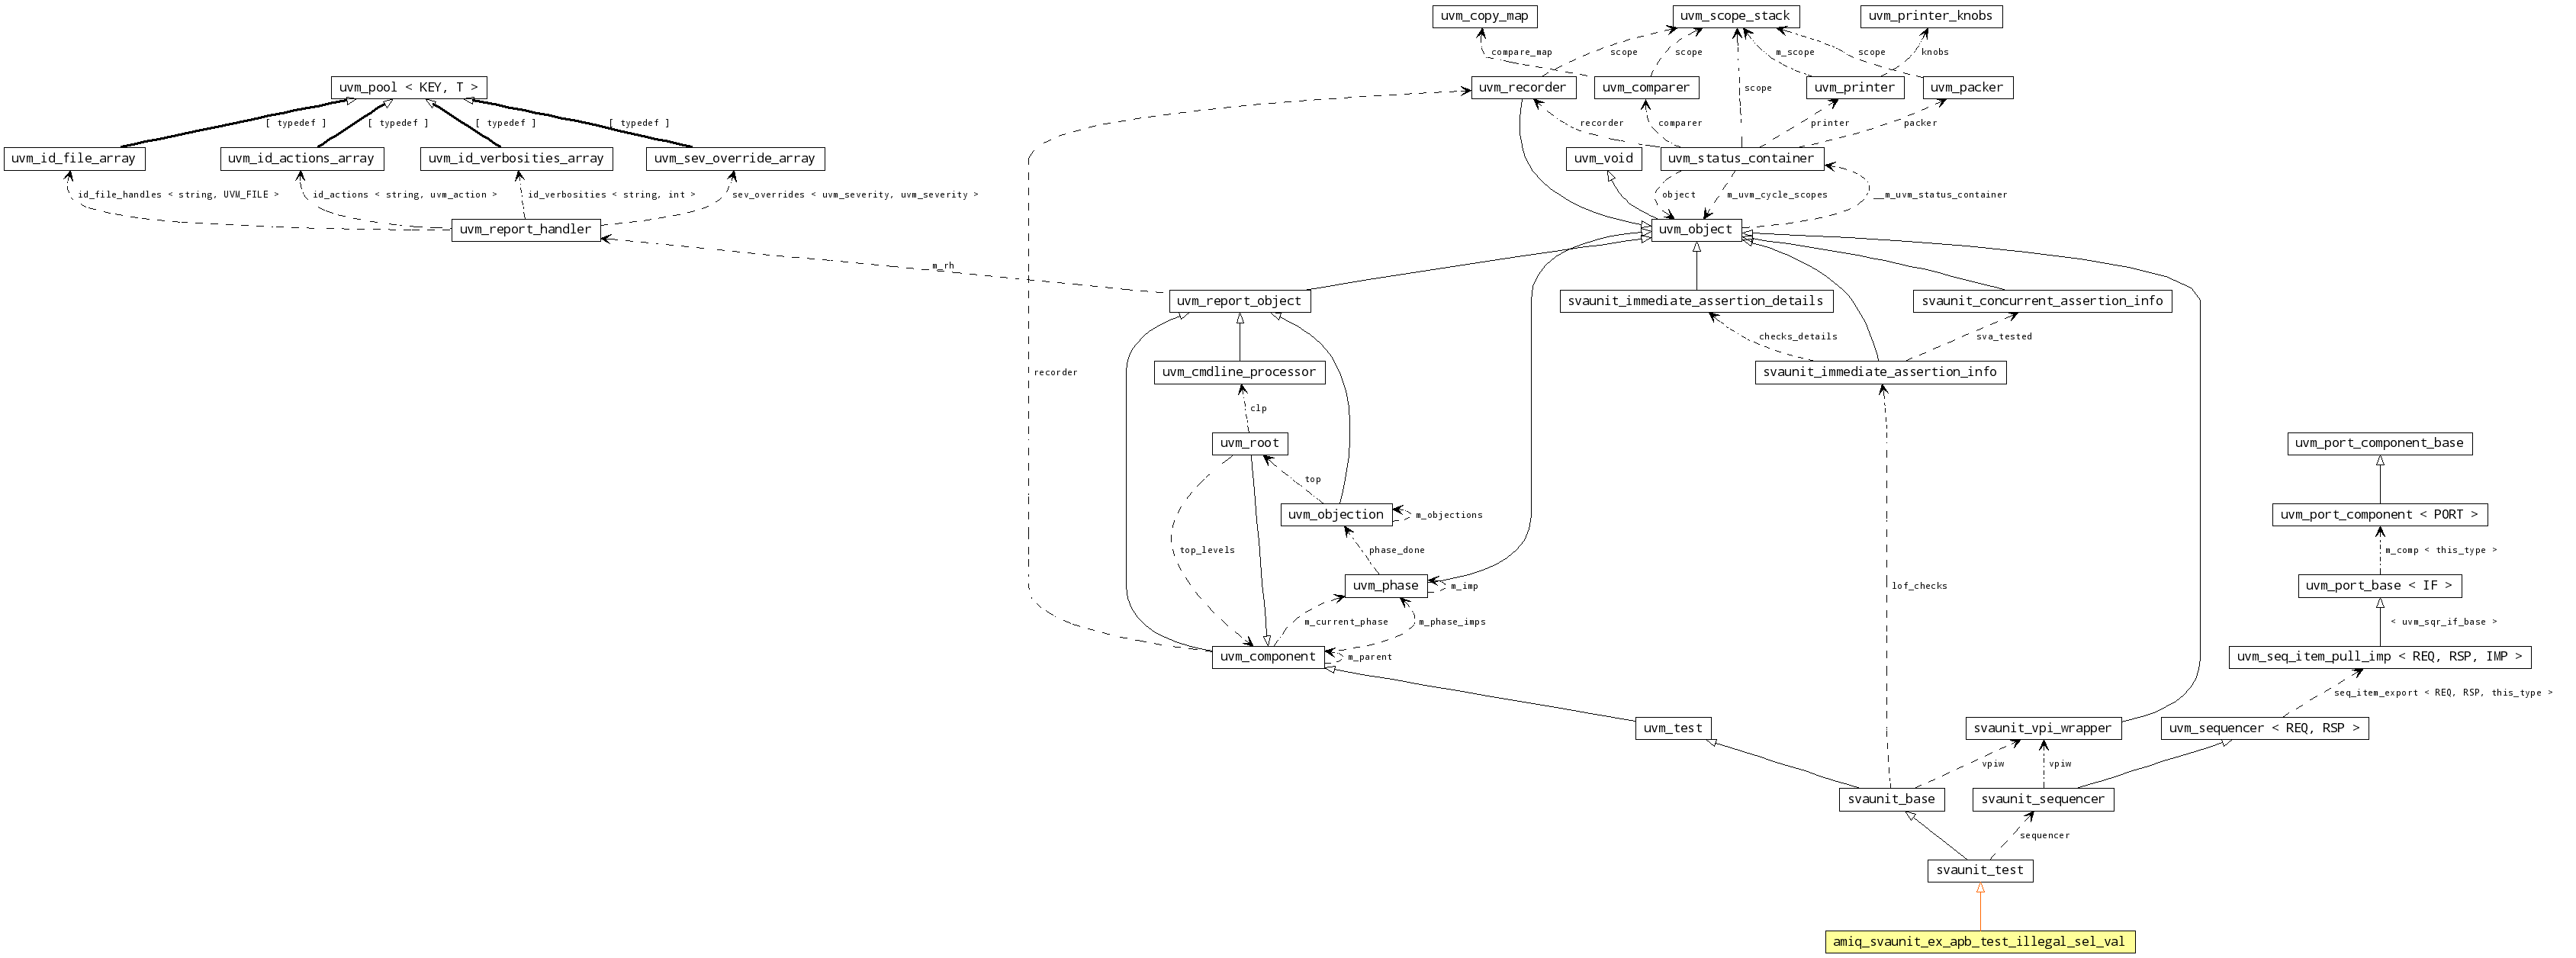 uvm_copy_map
uvm_scope_stack
uvm_printer_knobs
compare_map
scope
scope
m_scope
scope
knobs
uvm_pool < KEY, T >
uvm_recorder
uvm_comparer
scope
uvm_printer
uvm_packer
[ typedef ]
[ typedef ]
[ typedef ]
[ typedef ]
recorder
comparer
printer
packer
uvm_id_file_array
uvm_id_actions_array
uvm_id_verbosities_array
uvm_sev_override_array
uvm_void
uvm_status_container
id_file_handles < string, UVM_FILE >
id_actions < string, uvm_action >
id_verbosities < string, int >
sev_overrides < uvm_severity, uvm_severity >
object
m_uvm_cycle_scopes
__m_uvm_status_container
uvm_report_handler
uvm_object
m_rh
uvm_report_object
svaunit_immediate_assertion_details
svaunit_concurrent_assertion_info
checks_details
sva_tested
uvm_cmdline_processor
svaunit_immediate_assertion_info
recorder
clp
uvm_root
uvm_port_component_base
top
uvm_objection
m_objections
uvm_port_component < PORT >
top_levels
phase_done
m_comp < this_type >
uvm_phase
m_imp
lof_checks
uvm_port_base < IF >
m_current_phase
m_phase_imps
< uvm_sqr_if_base >
uvm_component
m_parent
uvm_seq_item_pull_imp < REQ, RSP, IMP >
seq_item_export < REQ, RSP, this_type >
uvm_test
svaunit_vpi_wrapper
uvm_sequencer < REQ, RSP >
vpiw
vpiw
svaunit_base
svaunit_sequencer
sequencer
svaunit_test
amiq_svaunit_ex_apb_test_illegal_sel_val